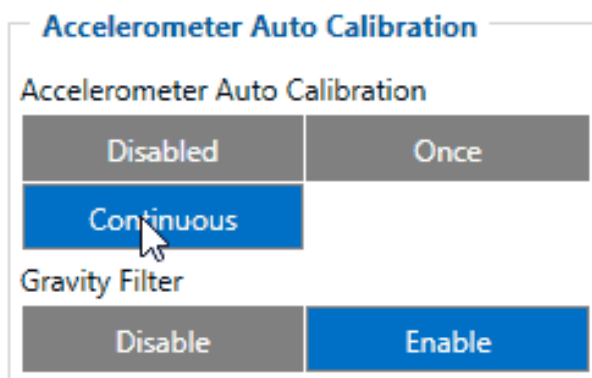 Accelerometer Auto Calibration
Accelerometer Auto Calibration
Disabled Once
Continuous
Gravity Filter
Disable Enable